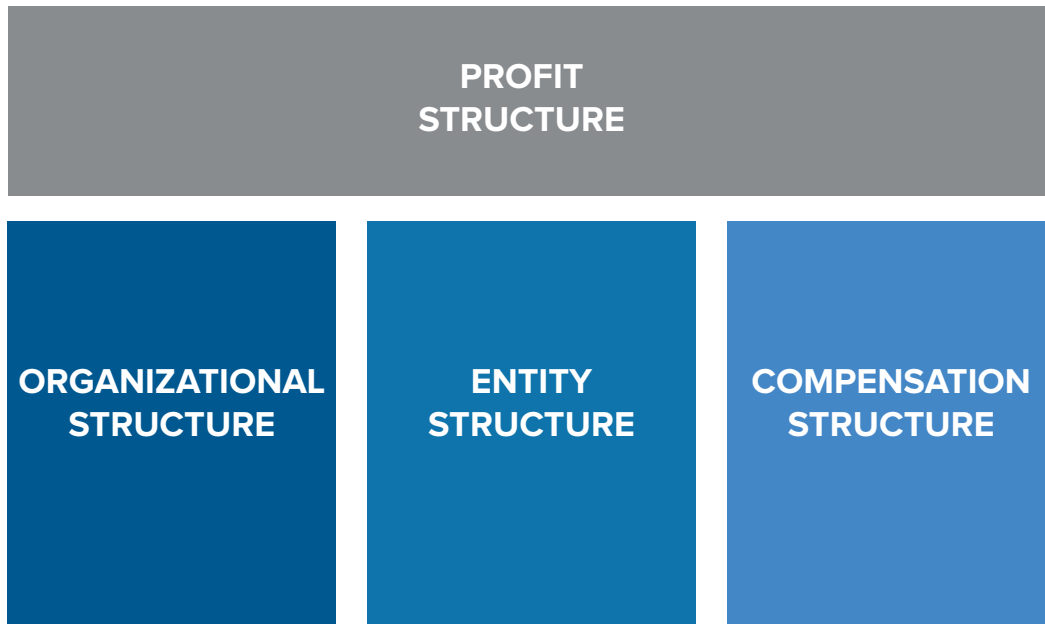 PROFIT
STRUCTURE
ORGANIZATIONAL
STRUCTURE
ENTITY
STRUCTURE
COMPENSATION
STRUCTURE